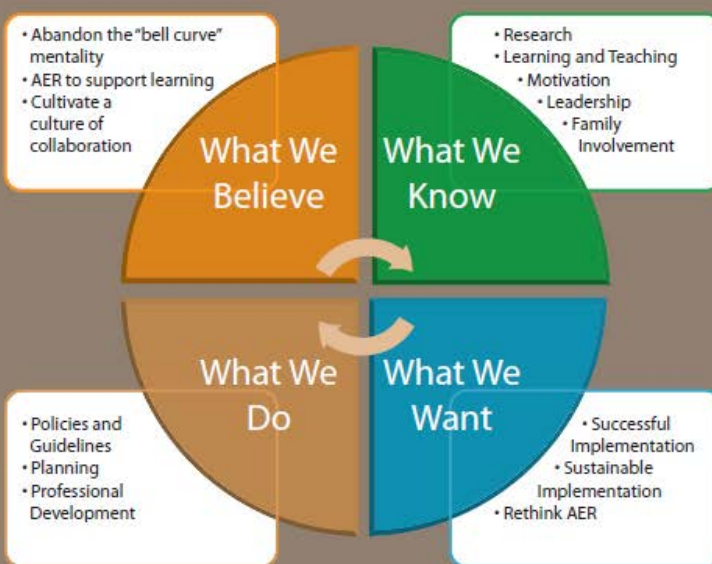 • Abandon the "bell curve"
mentality
• AER to support learning
• Cultivate a
culture of
collaboration
What We
Believe
• Research
• Learning and Teaching
• Motivation
• Leadership
• Family
Involvement
What We
Know
What We
Do
• Policies and
Guidelines
• Planning
• Professional
Development
What We
Want
• Successful
Implementation
• Sustainable
Implementation
• Rethink AER